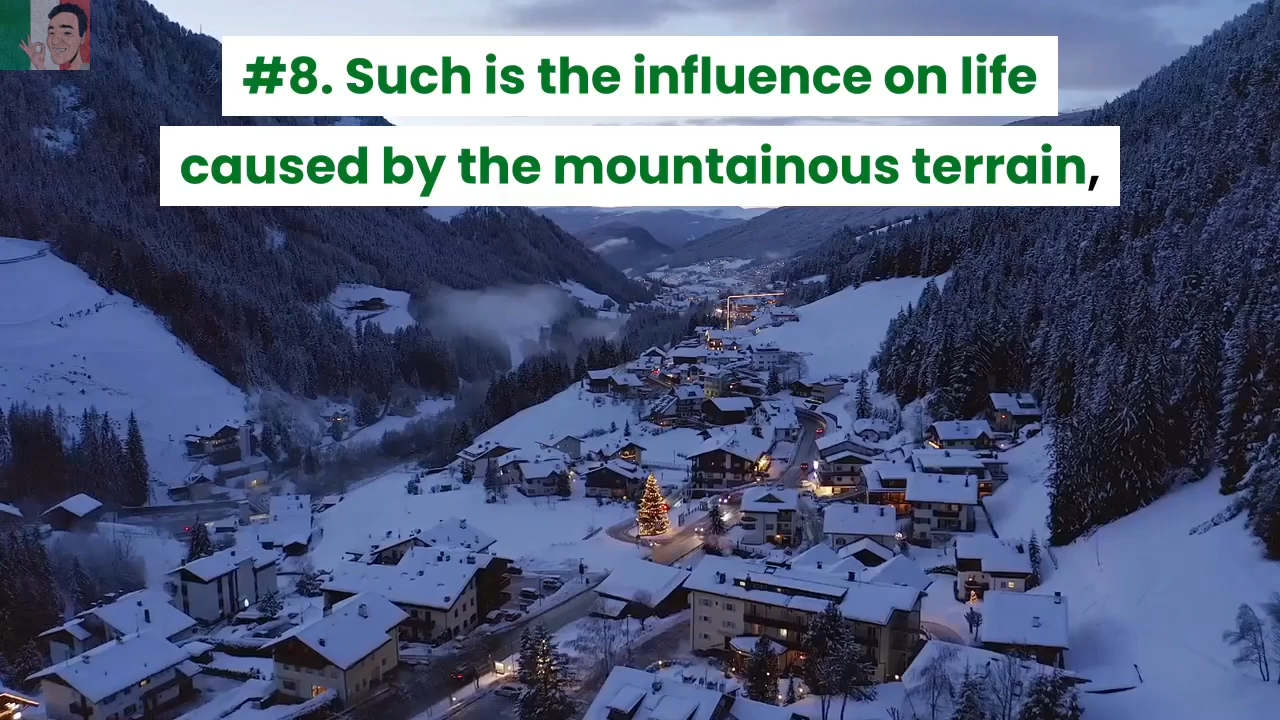 #8. Such is the influence on life
caused by the mountainous terrain,